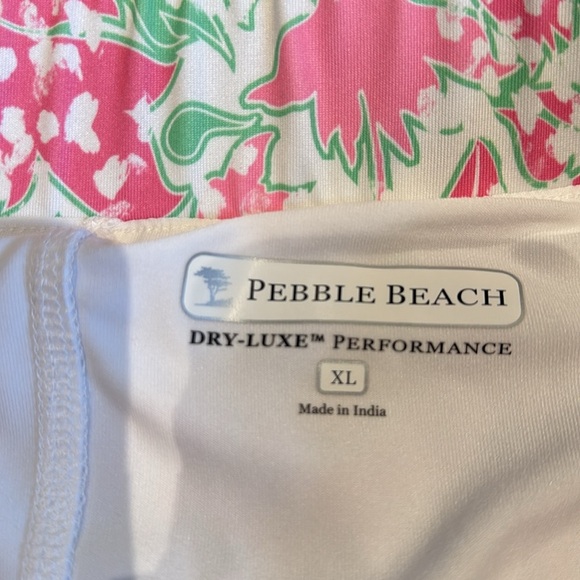 PEBBLE BEACH
DRY-LUXE™ PERFORMANCE
XL
Made in India